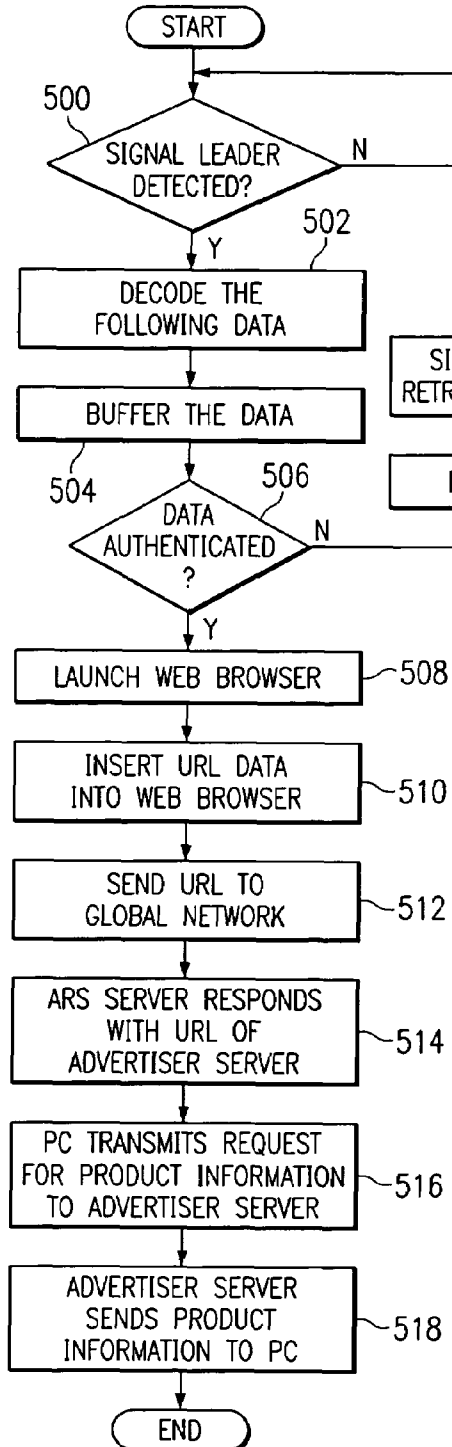 START
500
SIGNAL LEADER
DETECTED?
N
Y
502
DECODE THE
FOLLOWING DATA
BUFFER THE DATA
504
506
DATA
AUTHENTICATED
?
N
Y
LAUNCH WEB BROWSER
508
INSERT URL DATA
INTO WEB BROWSER
510
SEND URL TO
GLOBAL NETWORK
512
ARS SERVER RESPONDS
WITH URL OF
ADVERTISER SERVER
514
PC TRANSMITS REQUEST
FOR PRODUCT INFORMATION
TO ADVERTISER SERVER
516
ADVERTISER SERVER
SENDS PRODUCT
INFORMATION TO PC
518
END